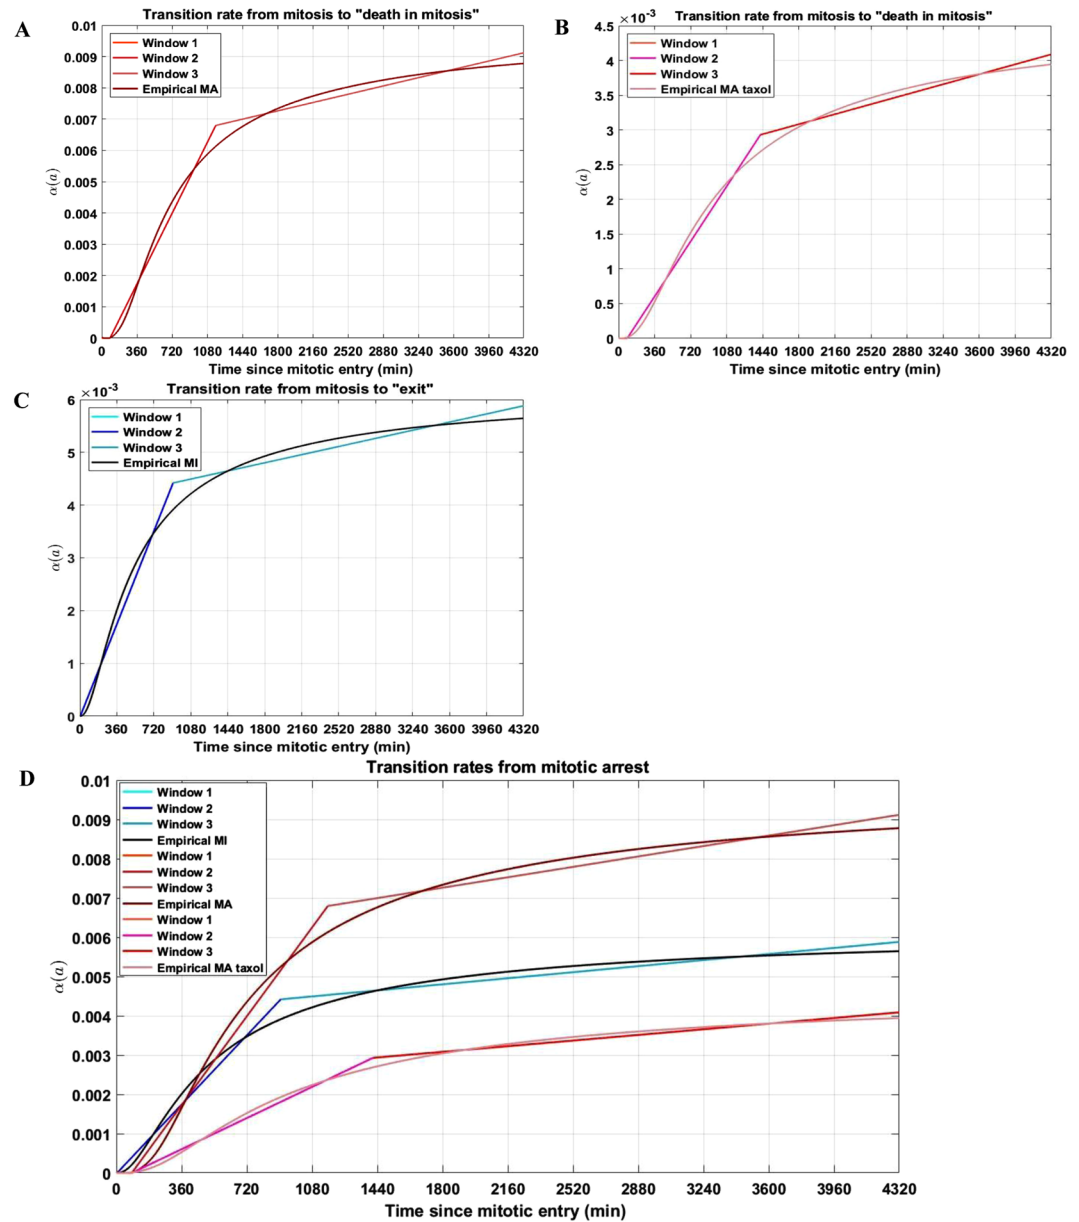 A
Transition rate from mitosis to "death in mitosis"
0.01
0.009
0.008
0.007
0.006
0.005
0.004
0.003
0.002
0.001
0
α(a)
Window 1
Window 2
Window 3
Empirical MA
0 360 720 1080 1440 1800 2160 2520 2880 3240 3600 3960 4320
Time since mitotic entry (min)
B
Transition rate from mitosis to "death in mitosis"
×10⁻³
4.5
4
3.5
3
2.5
2
1.5
1
0.5
0
α(a)
Window 1
Window 2
Window 3
Empirical MA taxol
0 360 720 1080 1440 1800 2160 2520 2880 3240 3600 3960 4320
Time since mitotic entry (min)
C
Transition rate from mitosis to "exit"
×10⁻³
6
5
4
3
2
1
0
α(a)
Window 1
Window 2
Window 3
Empirical MI
0 360 720 1080 1440 1800 2160 2520 2880 3240 3600 3960 4320
Time since mitotic entry (min)
D
Transition rates from mitotic arrest
0.01
0.009
0.008
0.007
0.006
0.005
0.004
0.003
0.002
0.001
0
α(a)
Window 1
Window 2
Window 3
Empirical MI
Window 1
Window 2
Window 3
Empirical MA
Window 1
Window 2
Window 3
Empirical MA taxol
0 360 720 1080 1440 1800 2160 2520 2880 3240 3600 3960 4320
Time since mitotic entry (min)